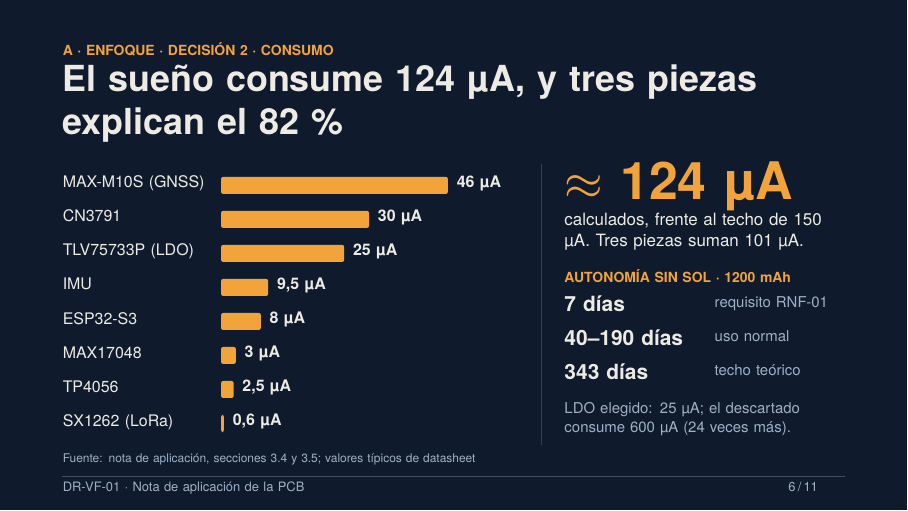 A · ENFOQUE · DECISIÓN 2 · CONSUMO
El sueño consume 124 µA, y tres piezas
explican el 82 %
MAX-M10S (GNSS) 46 µA
CN3791 30 µA
TLV75733P (LDO) 25 µA
IMU 9,5 µA
ESP32-S3 8 µA
MAX17048 3 µA
TP4056 2,5 µA
SX1262 (LoRa) 0,6 µA
Fuente: nota de aplicación, secciones 3.4 y 3.5; valores típicos de datasheet
≈ 124 µA
calculados, frente al techo de 150
µA. Tres piezas suman 101 µA.
AUTONOMÍA SIN SOL · 1200 mAh
7 días requisito RNF-01
40–190 días uso normal
343 días techo teórico
LDO elegido: 25 µA; el descartado
consume 600 µA (24 veces más).
DR-VF-01 · Nota de aplicación de la PCB 6 / 11